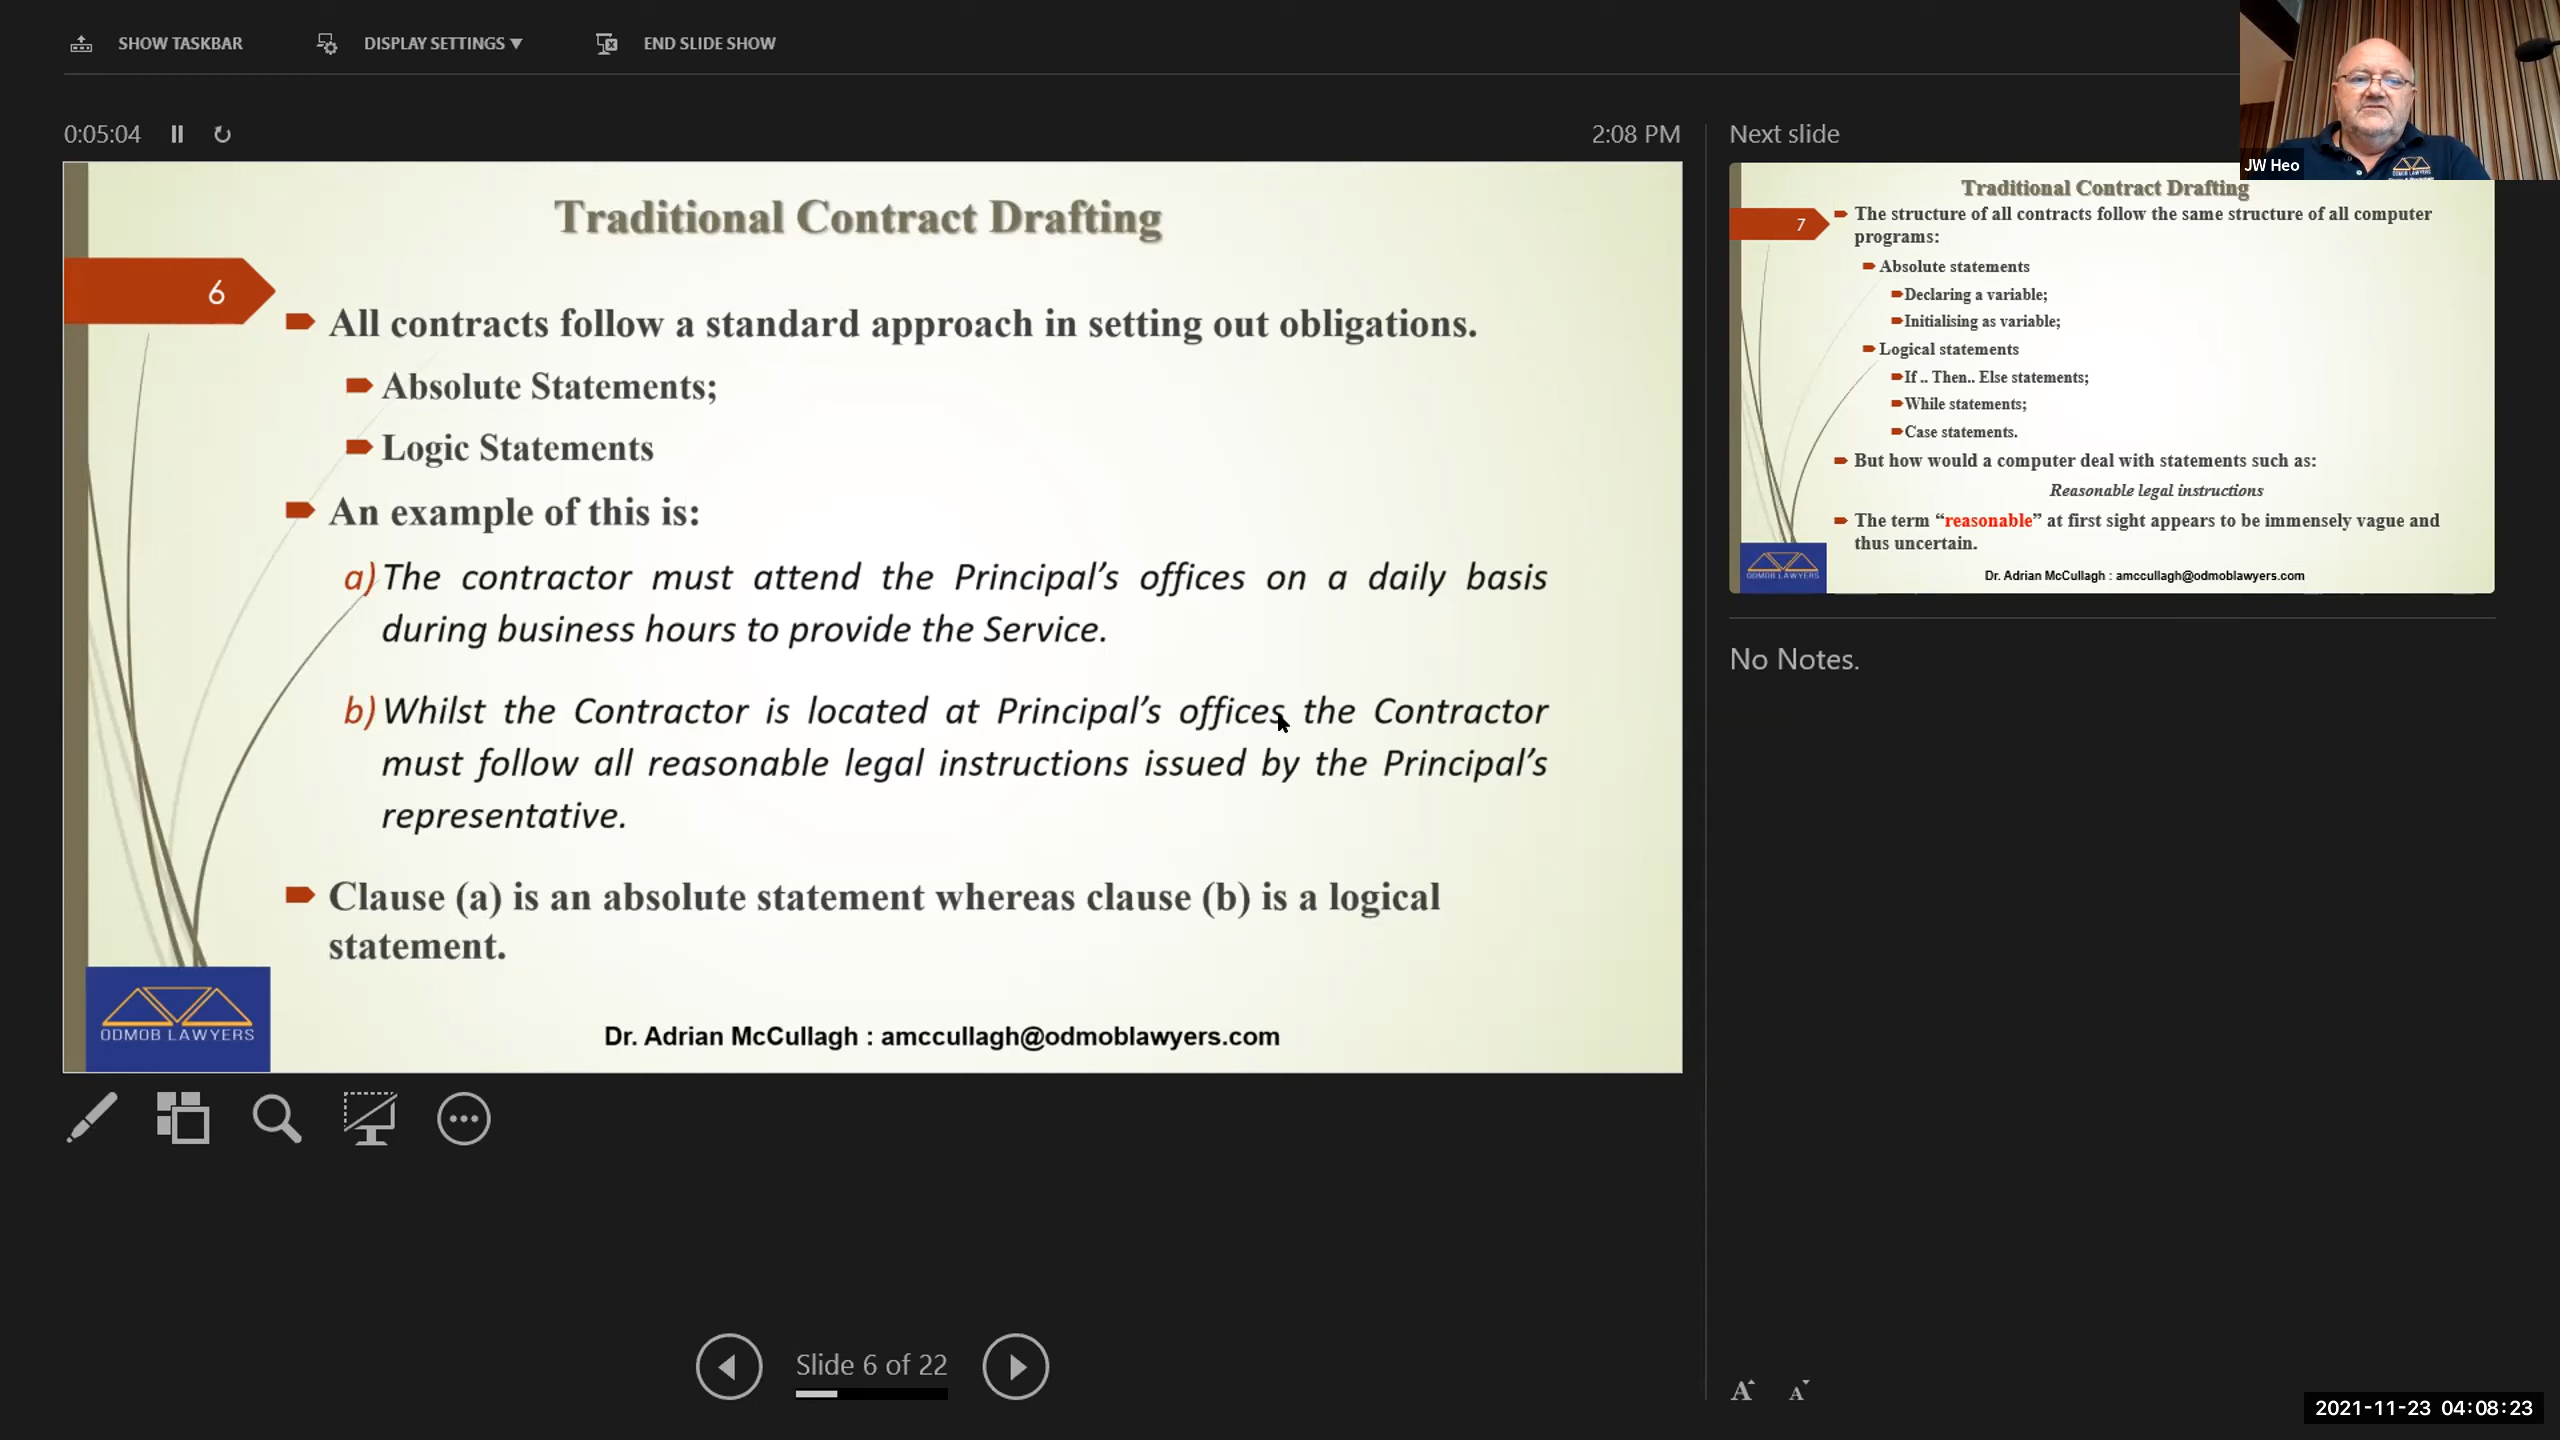 SHOW TASKBAR
DISPLAY SETTINGS ▼
END SLIDE SHOW
0:05:04
2:08 PM
Traditional Contract Drafting
6
All contracts follow a standard approach in setting out obligations.
Absolute Statements;
Logic Statements
An example of this is:
a) The contractor must attend the Principal's offices on a daily basis
during business hours to provide the Service.
b) Whilst the Contractor is located at Principal's offices the Contractor
must follow all reasonable legal instructions issued by the Principal's
representative.
Clause (a) is an absolute statement whereas clause (b) is a logical
statement.
ODMOB LAWYERS
Dr. Adrian McCullagh : amccullagh@odmoblawyers.com
Slide 6 of 22
Next slide
JW Heo
ODMOB LAWYERS
Traditional Contract Drafting
7
The structure of all contracts follow the same structure of all computer
programs:
Absolute statements
Declaring a variable;
Initialising as variable;
Logical statements
If .. Then.. Else statements;
While statements;
Case statements.
But how would a computer deal with statements such as:
Reasonable legal instructions
The term “reasonable” at first sight appears to be immensely vague and
thus uncertain.
ODMOB LAWYERS
Dr. Adrian McCullagh : amccullagh@odmoblawyers.com
No Notes.
A A
2021-11-23 04:08:23